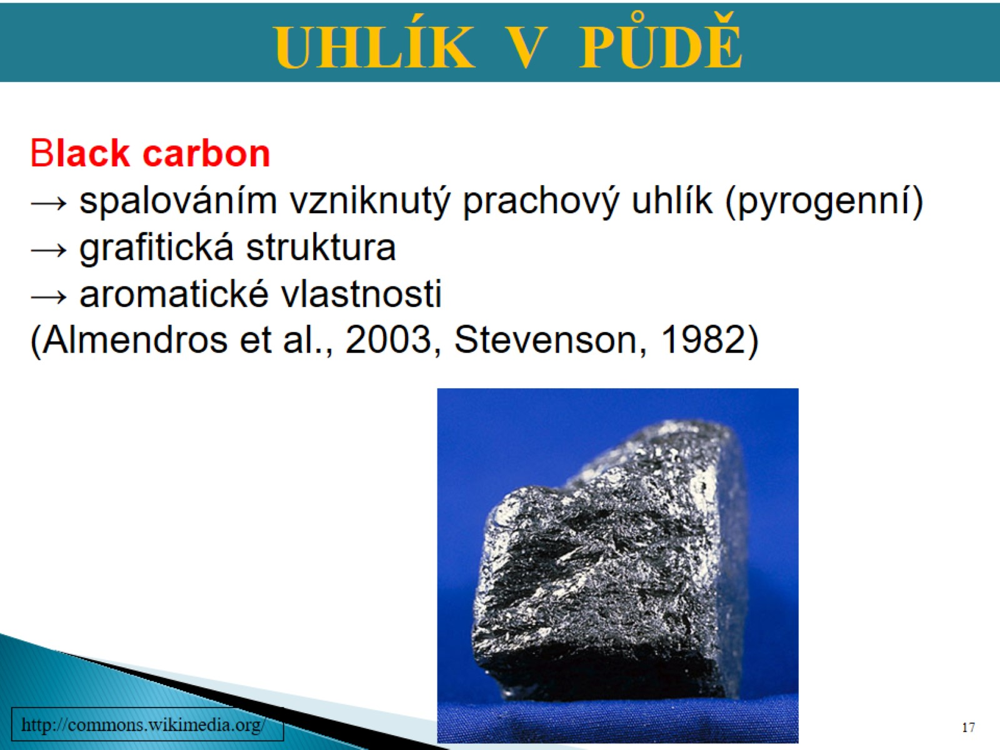 UHLÍK V PŮDĚ
Black carbon
→ spalováním vzniknutý prachový uhlík (pyrogenní)
→ grafitická struktura
→ aromatické vlastnosti
(Almendros et al., 2003, Stevenson, 1982)
http://commons.wikimedia.org/
17